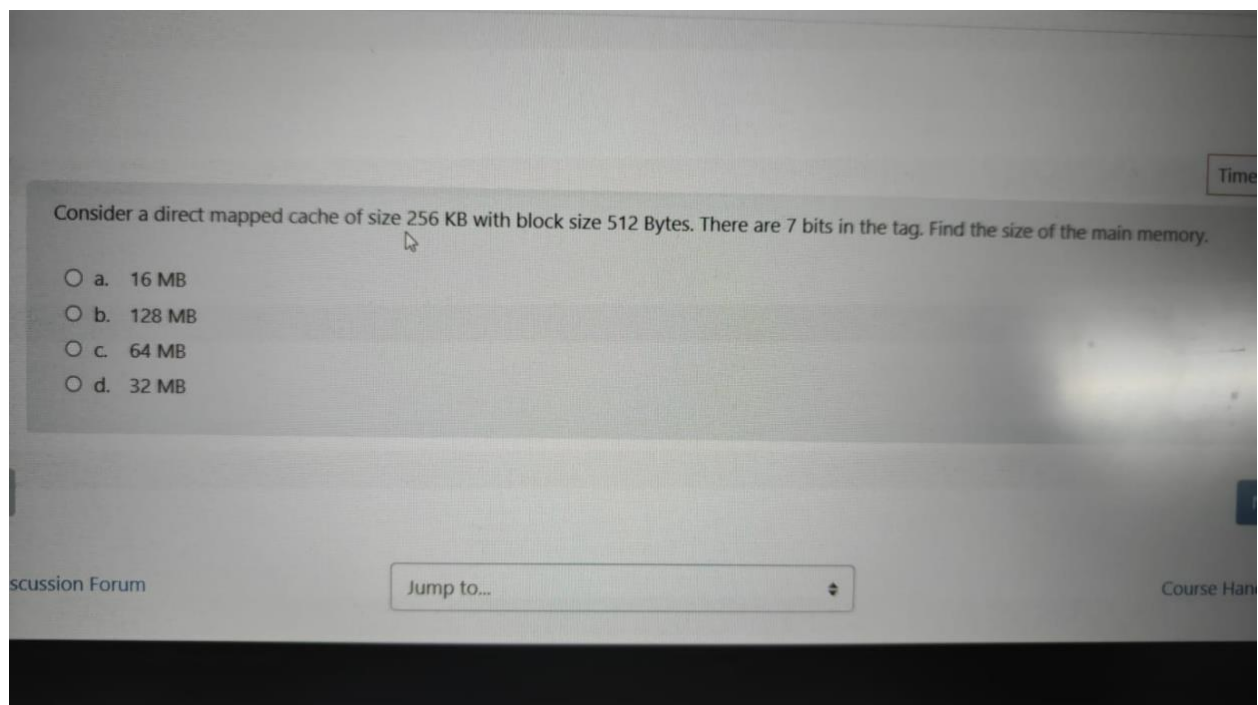 Time
Consider a direct mapped cache of size 256 KB with block size 512 Bytes. There are 7 bits in the tag. Find the size of the main memory.
a. 16 MB
b. 128 MB
c. 64 MB
d. 32 MB
scussion Forum
Jump to...
Course Han